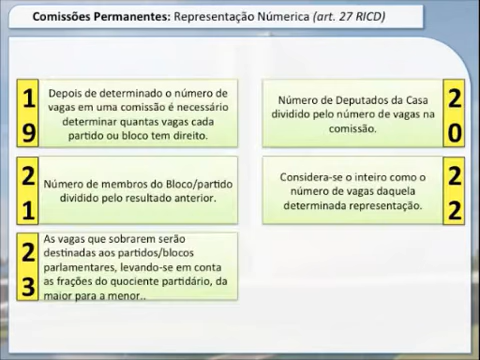 Comissões Permanentes: Representação Númerica (art. 27 RICD)
19
Depois de determinado o número de
vagas em uma comissão é necessário
determinar quantas vagas cada
partido ou bloco tem direito.
Número de Deputados da Casa
dividido pelo número de vagas na
comissão.
20
21
Número de membros do Bloco/partido
dividido pelo resultado anterior.
Considera-se o inteiro como o
número de vagas daquela
determinada representação.
22
23
As vagas que sobrarem serão
destinadas aos partidos/blocos
parlamentares, levando-se em conta
as frações do quociente partidário, da
maior para a menor..